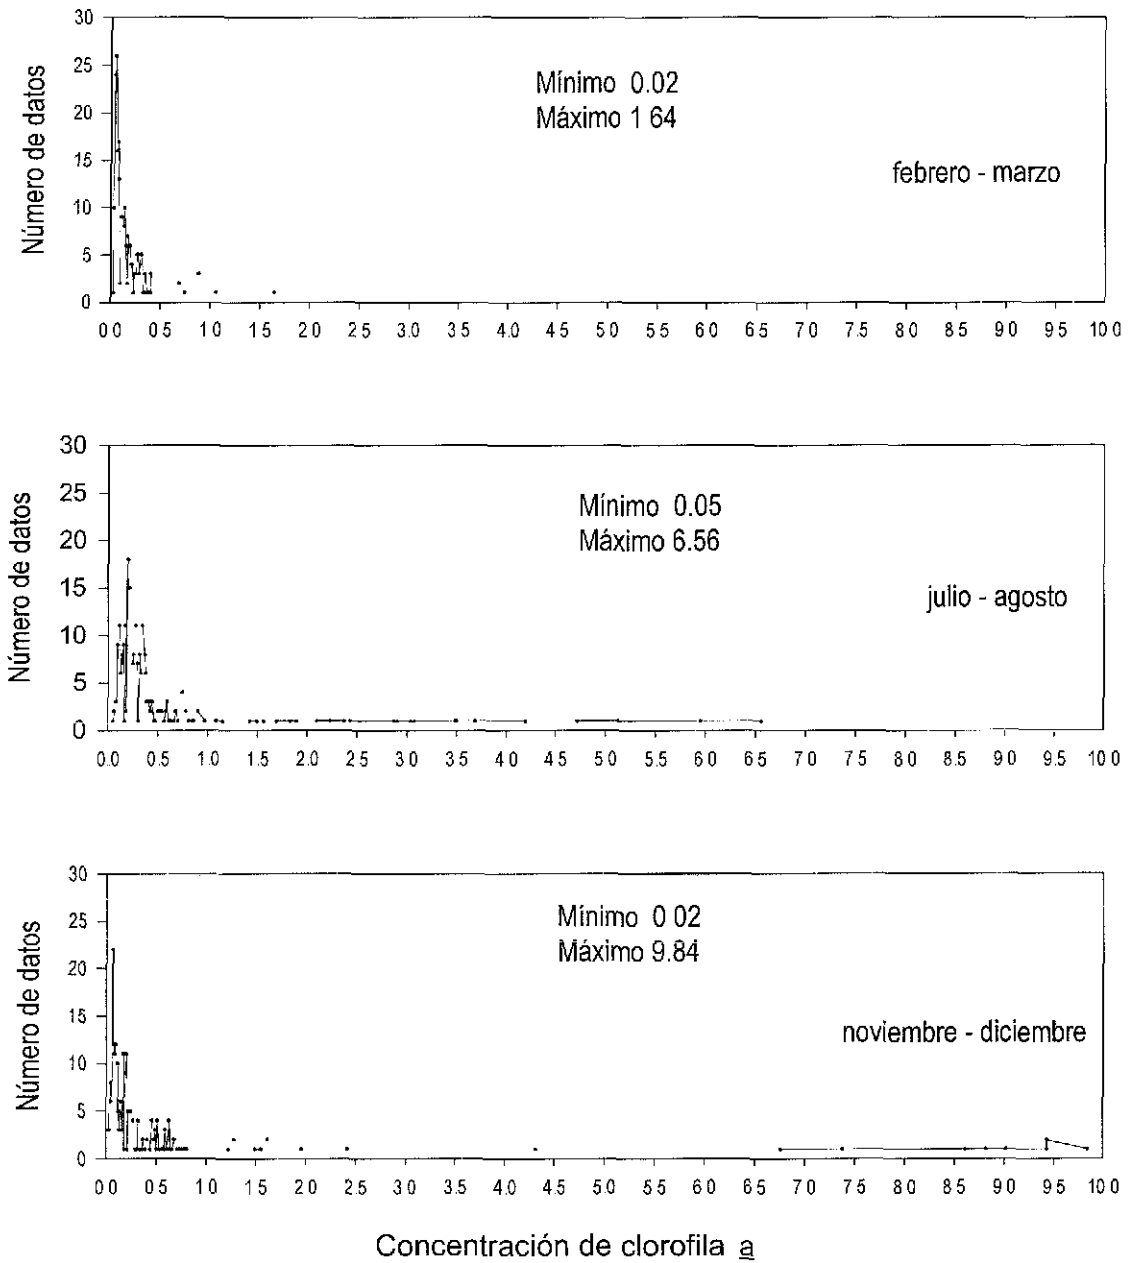 30
25
20
15
10
5
0
Número de datos
Mínimo 0.02
Máximo 1 64
febrero - marzo
0 0 0 5 1 0 1 5 2 0 2 5 3 0 3 5 4 0 4 5 5 0 5 5 6 0 6 5 7 0 7 5 8 0 8 5 9 0 9 5 10 0
30
25
20
15
10
5
0
Número de datos
Mínimo 0.05
Máximo 6.56
julio - agosto
0 0 0 5 1 0 1 5 2 0 2 5 3 0 3 5 4 0 4 5 5 0 5 5 6 0 6 5 7 0 7 5 8 0 8 5 9 0 9 5 10 0
30
25
20
15
10
5
0
Número de datos
Mínimo 0 02
Máximo 9.84
noviembre - diciembre
0 0 0 5 1 0 1 5 2 0 2 5 3 0 3 5 4 0 4 5 5 0 5 5 6 0 6 5 7 0 7 5 8 0 8 5 9 0 9 5 10 0
Concentración de clorofila a